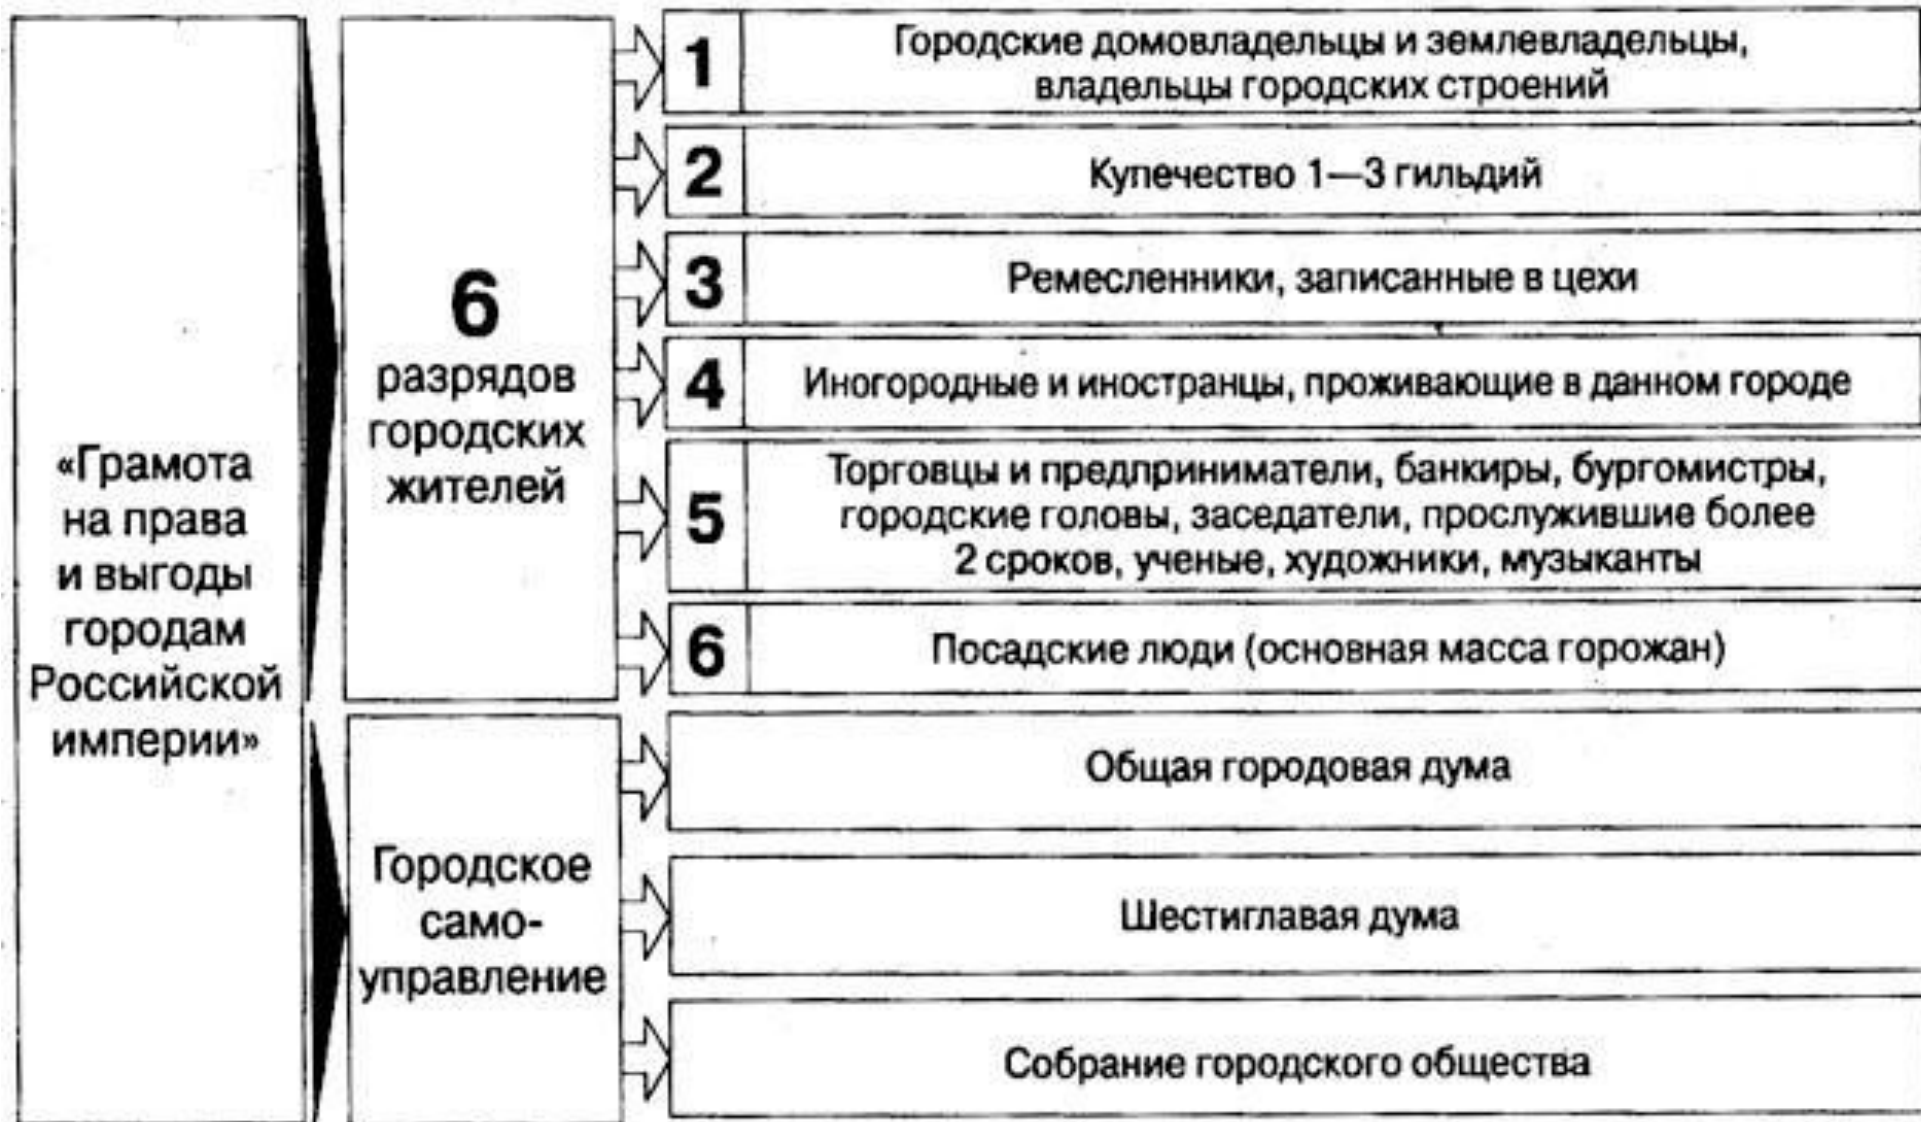 «Грамота
на права
и выгоды
городам
Российской
империи»
6
разрядов
городских
жителей
1
Городские домовладельцы и землевладельцы,
владельцы городских строений
2
Купечество 1—3 гильдий
3
Ремесленники, записанные в цехи
4
Иногородные и иностранцы, проживающие в данном городе
5
Торговцы и предприниматели, банкиры, бургомистры,
городские головы, заседатели, прослужившие более
2 сроков, ученые, художники, музыканты
6
Посадские люди (основная масса горожан)
Городское
само-
управление
Общая городовая дума
Шестиглавая дума
Собрание городского общества